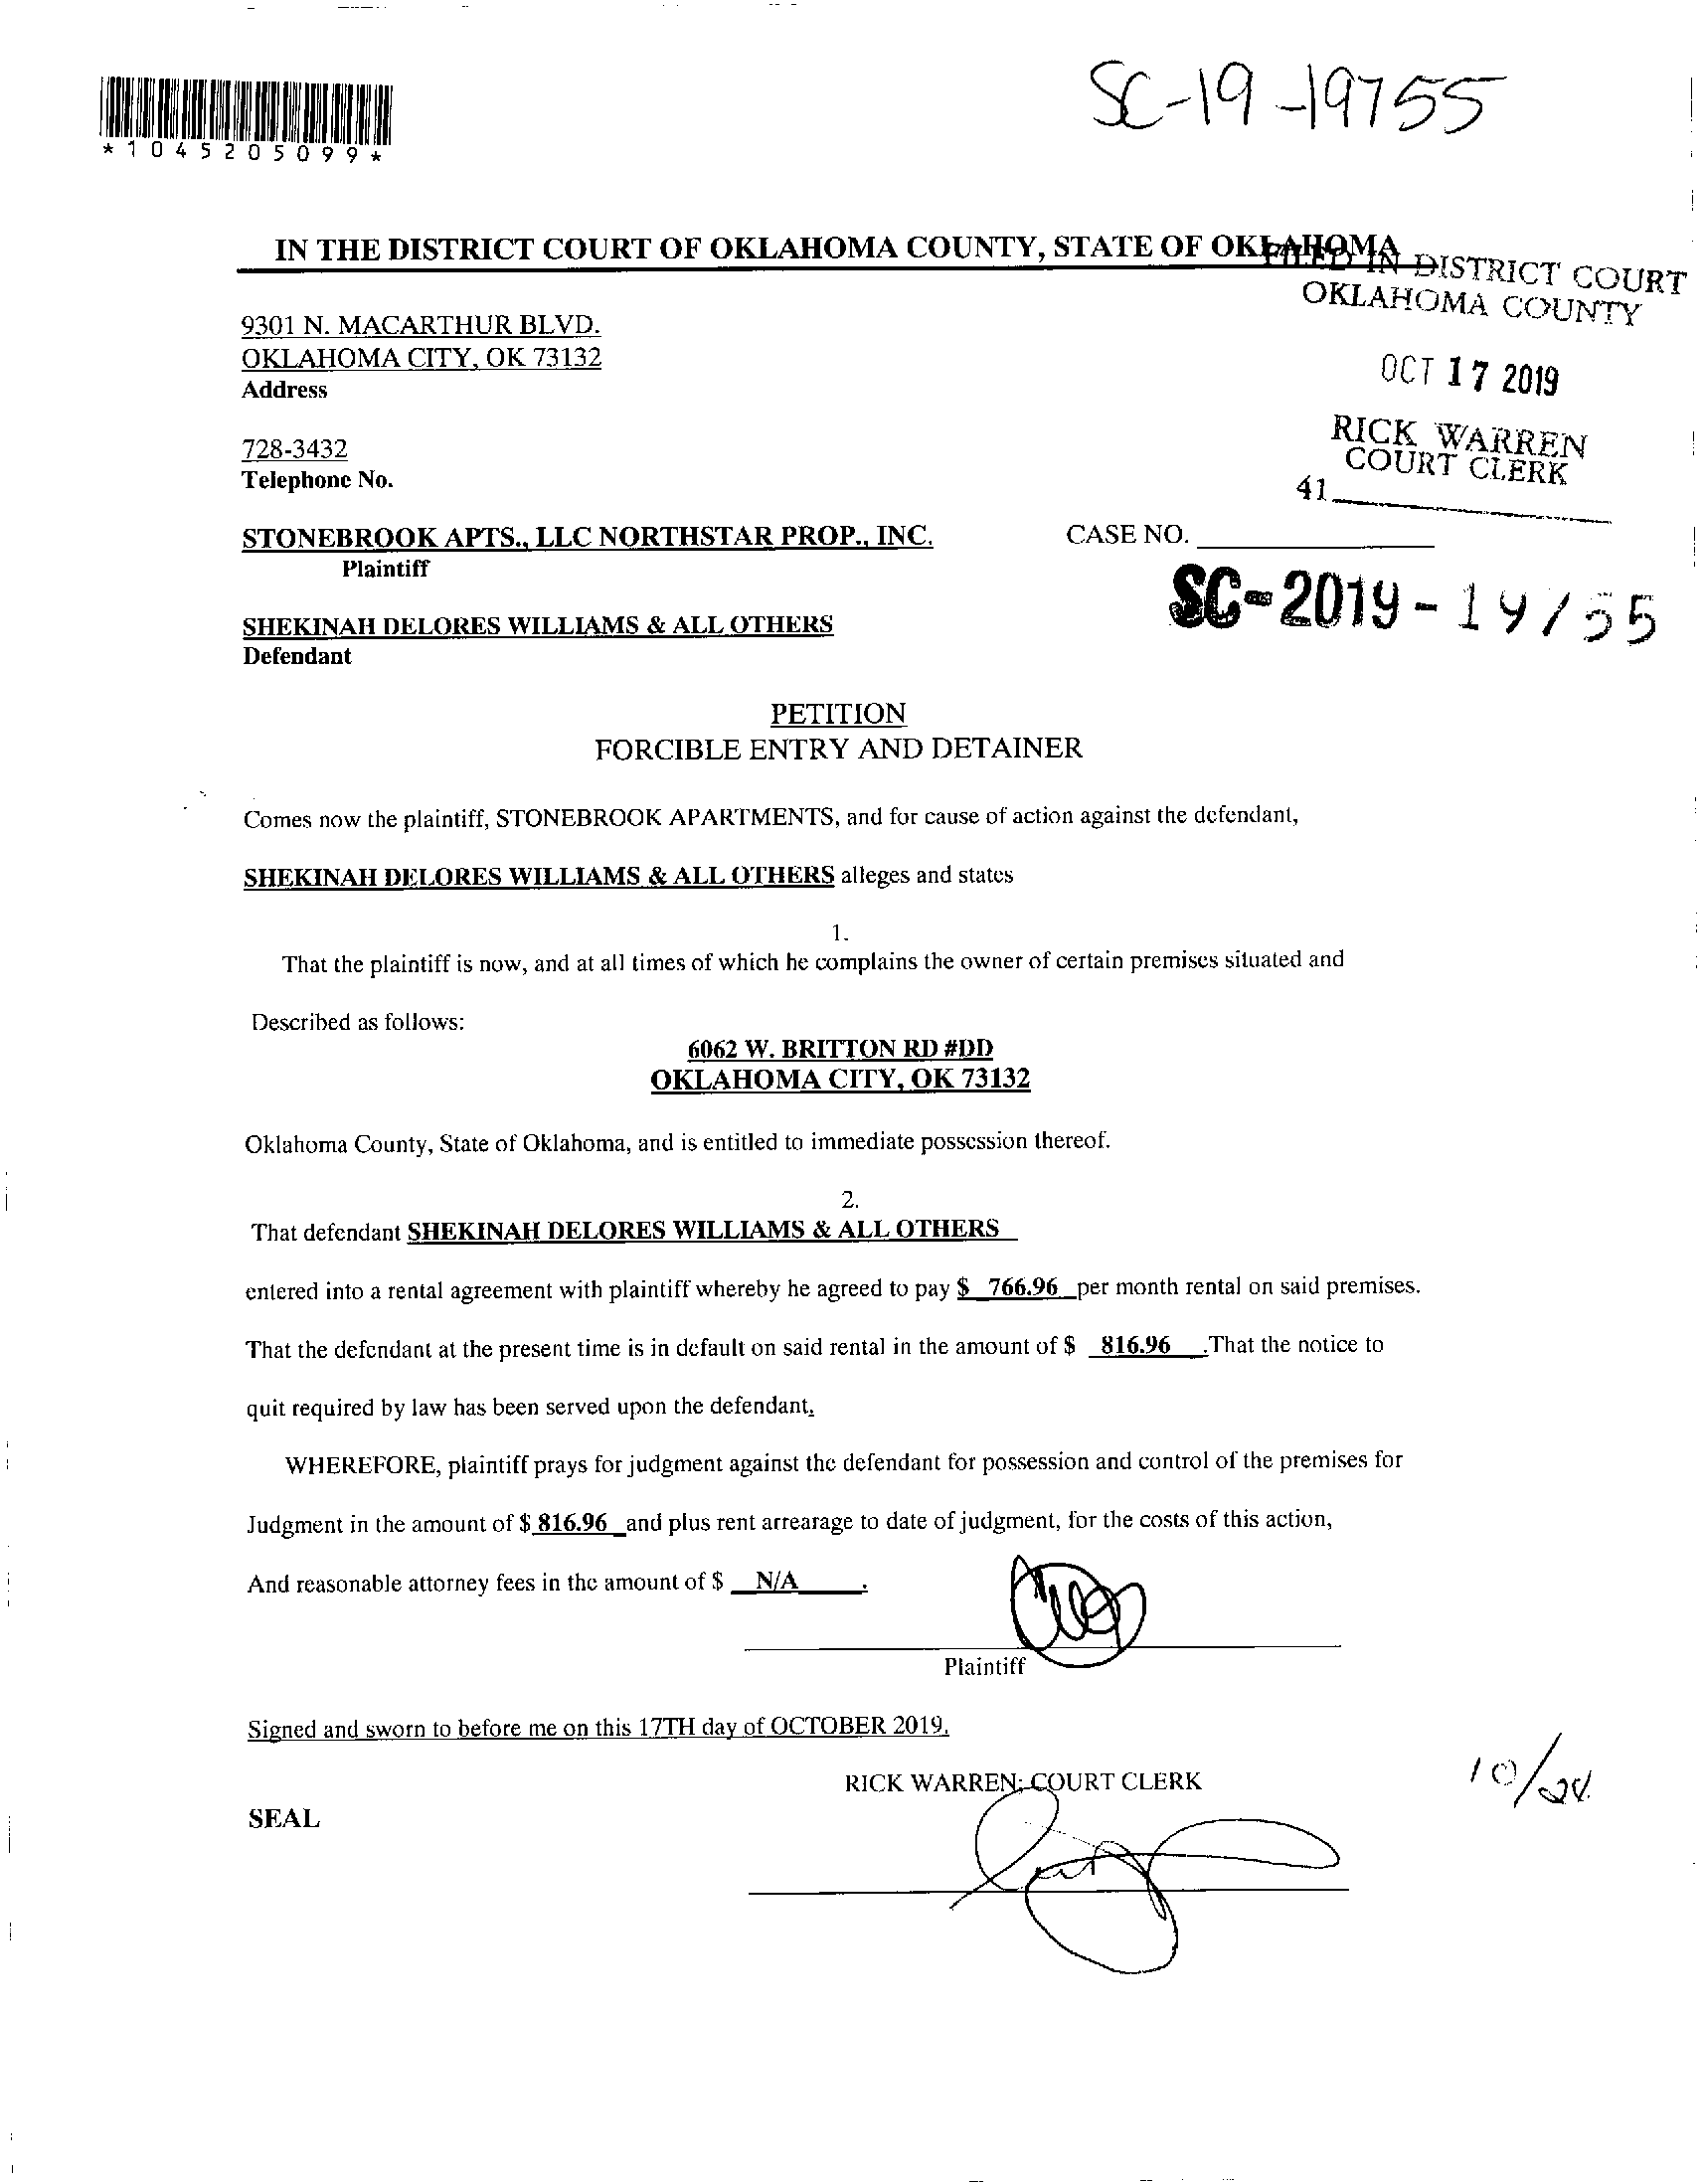 SC-19-19755
*1045205099*
IN THE DISTRICT COURT OF OKLAHOMA COUNTY, STATE OF OKLAHOMA
FILED IN DISTRICT COURT
OKLAHOMA COUNTY
9301 N. MACARTHUR BLVD.
OKLAHOMA CITY, OK 73132
Address
OCT 17 2019
728-3432
Telephone No.
RICK WARREN
COURT CLERK
41
STONEBROOK APTS., LLC NORTHSTAR PROP., INC.
Plaintiff
CASE NO.
SC-2019-19755
SHEKINAH DELORES WILLIAMS & ALL OTHERS
Defendant
PETITION
FORCIBLE ENTRY AND DETAINER
Comes now the plaintiff, STONEBROOK APARTMENTS, and for cause of action against the defendant,
SHEKINAH DELORES WILLIAMS & ALL OTHERS alleges and states
1.
That the plaintiff is now, and at all times of which he complains the owner of certain premises situated and
Described as follows:
6062 W. BRITTON RD #DD
OKLAHOMA CITY, OK 73132
Oklahoma County, State of Oklahoma, and is entitled to immediate possession thereof.
2.
That defendant SHEKINAH DELORES WILLIAMS & ALL OTHERS
entered into a rental agreement with plaintiff whereby he agreed to pay $ 766.96 per month rental on said premises.
That the defendant at the present time is in default on said rental in the amount of $ 816.96 .That the notice to
quit required by law has been served upon the defendant.
WHEREFORE, plaintiff prays for judgment against the defendant for possession and control of the premises for
Judgment in the amount of $ 816.96 and plus rent arrearage to date of judgment, for the costs of this action,
And reasonable attorney fees in the amount of $ N/A .
Plaintiff
Signed and sworn to before me on this 17TH day of OCTOBER 2019.
RICK WARREN; COURT CLERK
SEAL